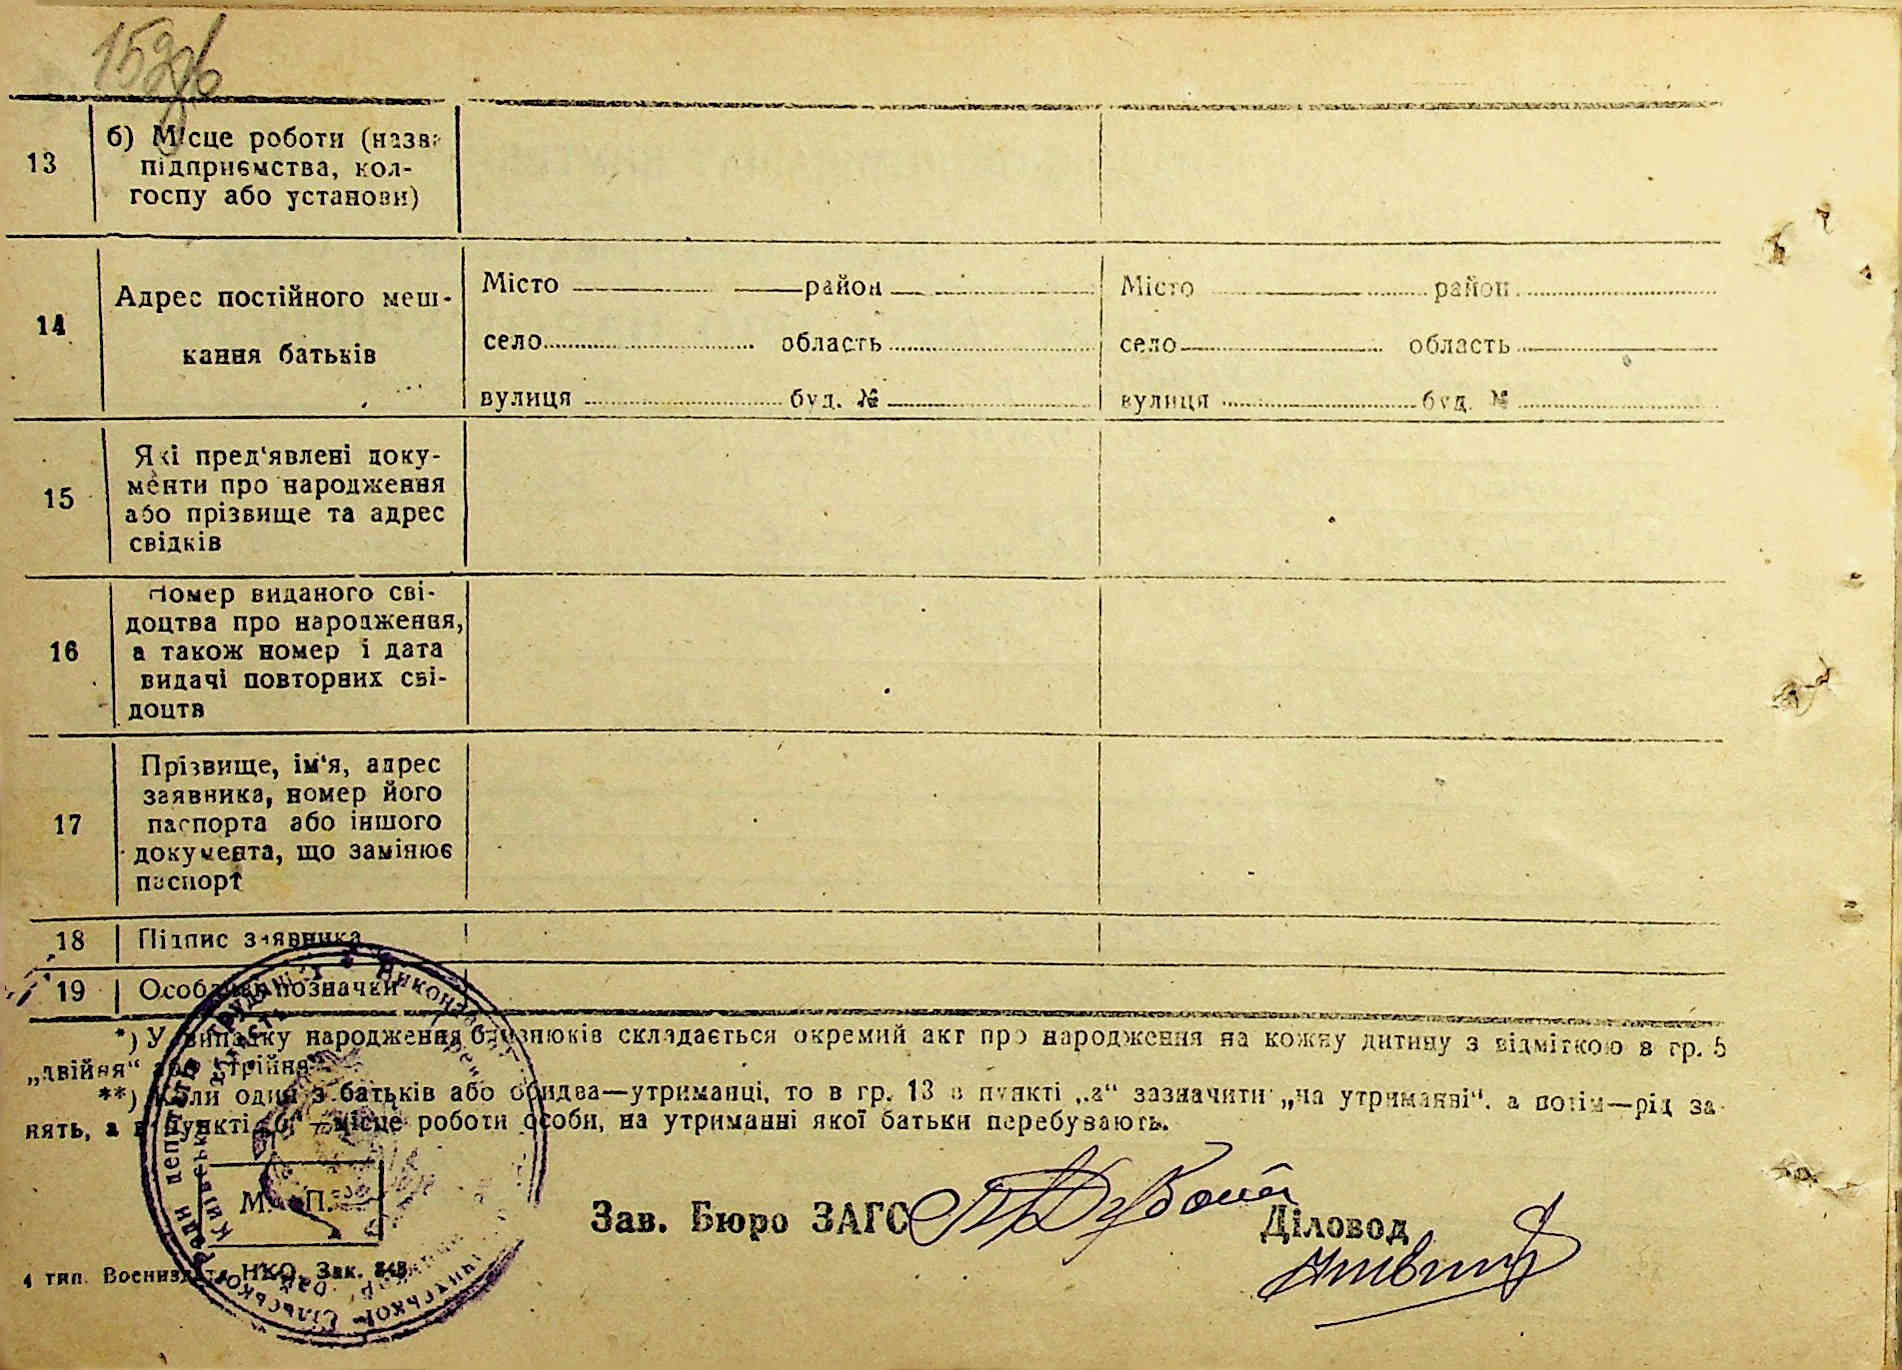 13
б) Місце роботи (назва
підприємства, кол-
госпу або установи)
14
Адрес постійного меш-
кання батьків
Місто район
село область
вулиця буд. №
Місто район
село область
вулиця буд. №
15
Які пред'явлені доку-
менти про народження
або прізвище та адрес
свідків
16
Номер виданого сві-
доцтва про народження,
а також номер і дата
видачі повторних сві-
доцтв
17
Прізвище, ім'я, адрес
заявника, номер його
паспорта або іншого
документа, що замінює
паспорт
18 Підпис заявника
19 Особливі позначки
*) У випадку народження близнюків складається окремий акт про народження на кожну дитину з відміткою в гр. 5
„двійня“ або „трійня“
**) Коли один з батьків або обидва—утриманці, то в гр. 13 в пункті „а“ зазначити „на утриманні“, а потім—рід за-
нять, а в пункті „б“—місце роботи особи, на утриманні якої батьки перебувають.
М. П.
Зав. Бюро ЗАГС
Діловод
4 тип. Воениздата НКО. Зак.